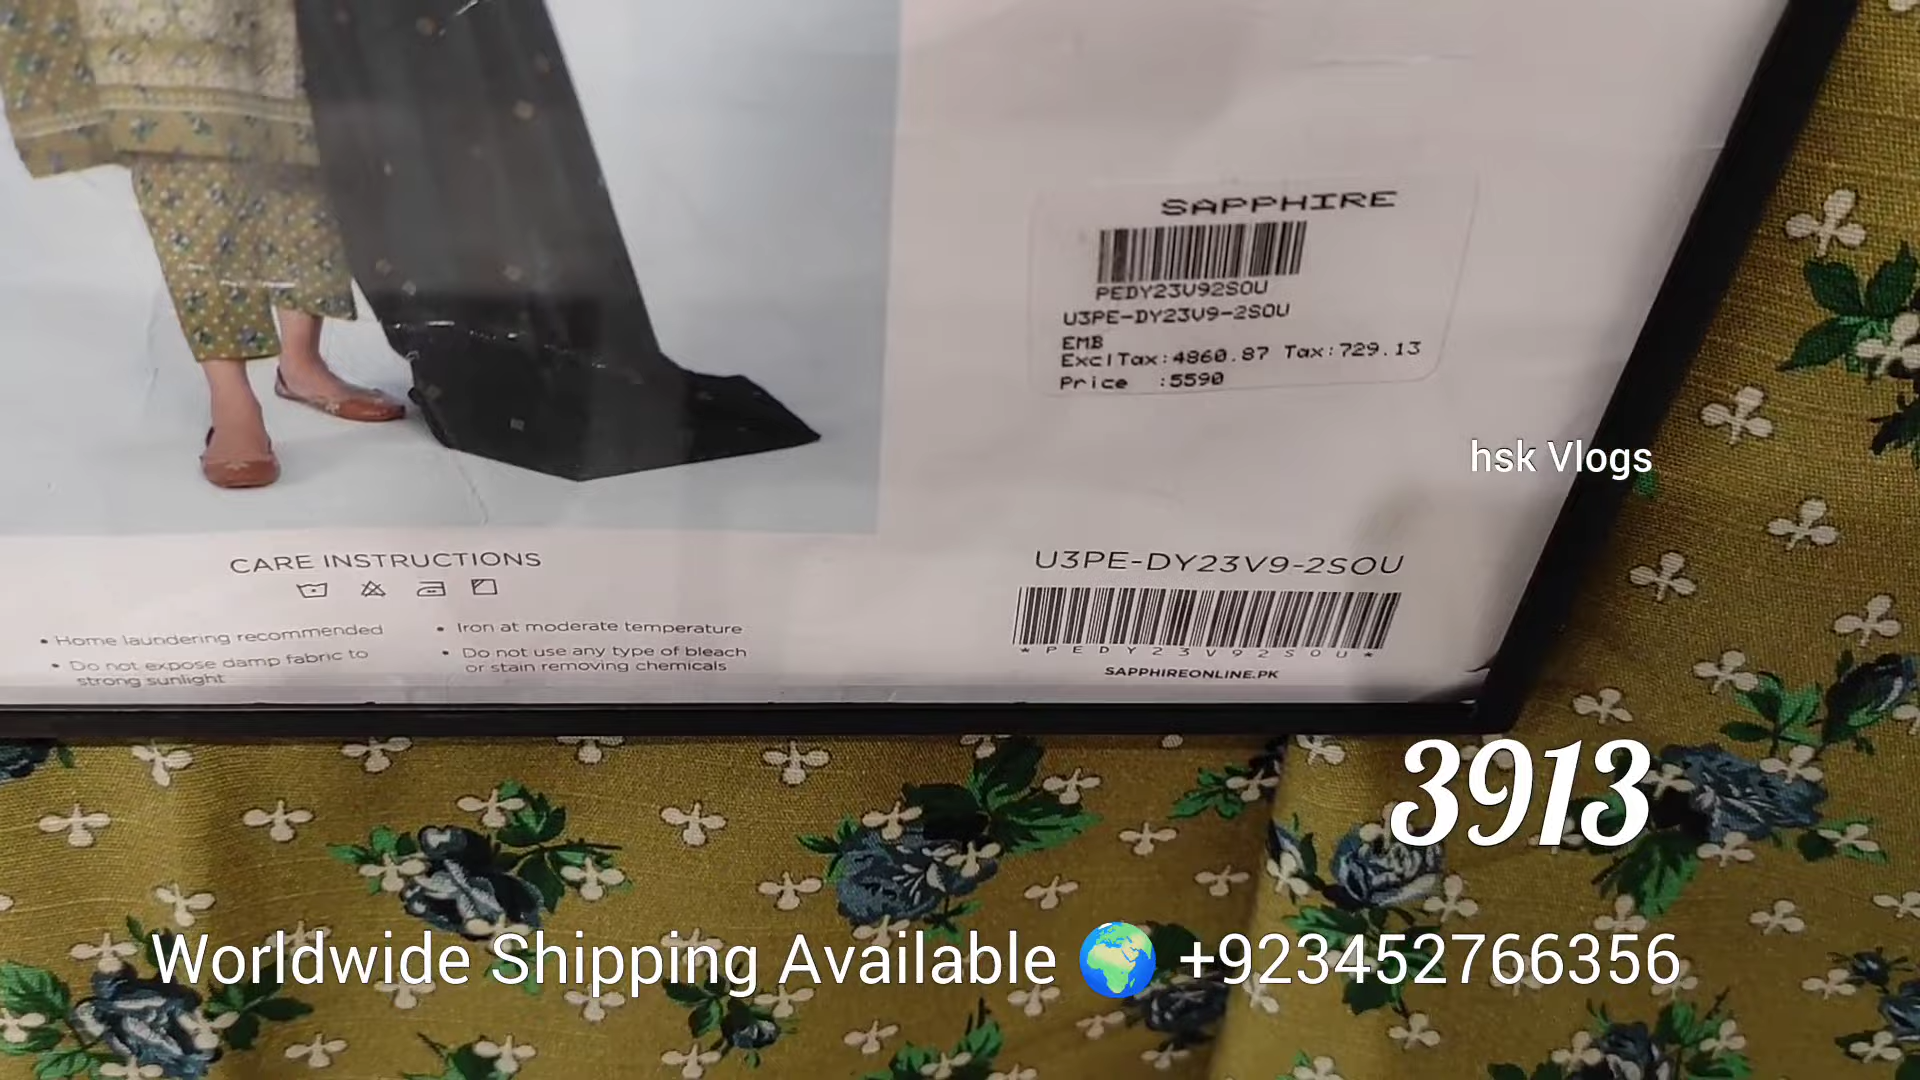 SAPPHIRE
PEDY23V92SOU
U3PE-DY23V9-2SOU
EMB
ExclTax:4860.87 Tax:729.13
Price :5590
hsk Vlogs
CARE INSTRUCTIONS
• Home laundering recommended
• Do not expose damp fabric to
strong sunlight
• Iron at moderate temperature
• Do not use any type of bleach
or stain removing chemicals
U3PE-DY23V9-2SOU
* P E D Y 2 3 V 9 2 S O U *
SAPPHIREONLINE.PK
3913
Worldwide Shipping Available 🌍 +923452766356